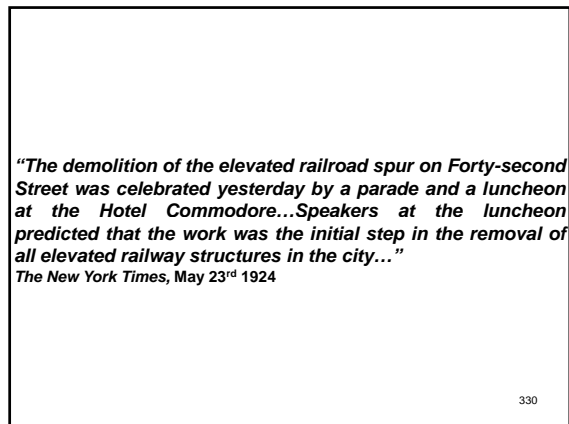 “The demolition of the elevated railroad spur on Forty-second
Street was celebrated yesterday by a parade and a luncheon
at the Hotel Commodore…Speakers at the luncheon
predicted that the work was the initial step in the removal of
all elevated railway structures in the city…”
The New York Times, May 23rd 1924
330